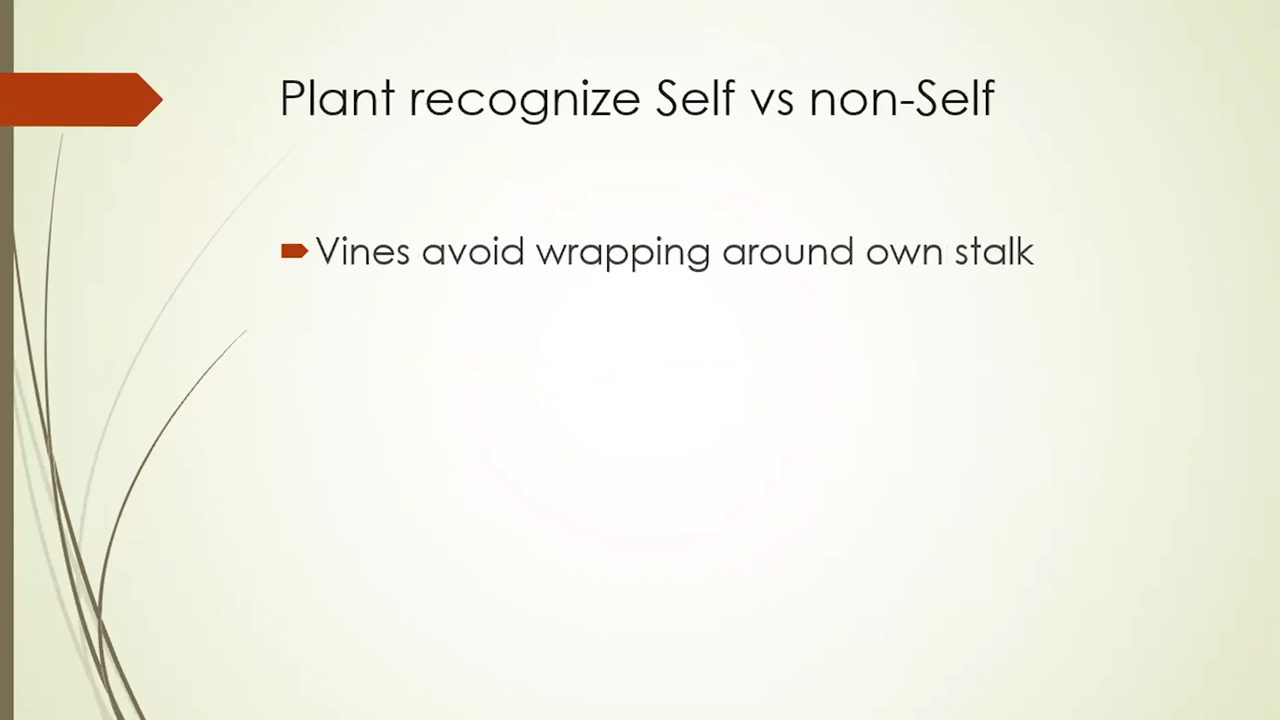 Plant recognize Self vs non-Self
Vines avoid wrapping around own stalk